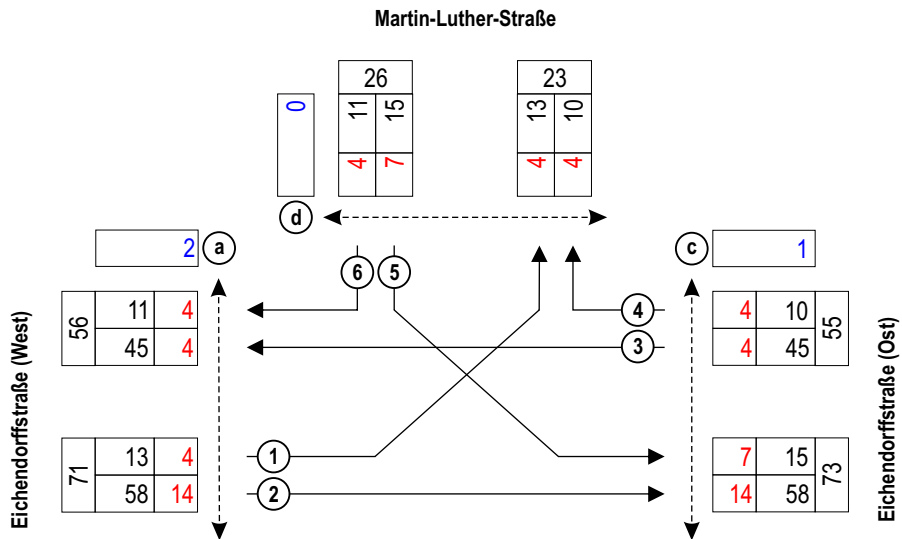 Martin-Luther-Straße
26 23
0 11 15 13 10
4 7 4 4
d
2 a c 1
6 5
56 11 4 4 4 10 55
45 4 3 4 45
Eichendorffstraße (West)
Eichendorffstraße (Ost)
71 13 4 1 7 15 73
58 14 2 14 58